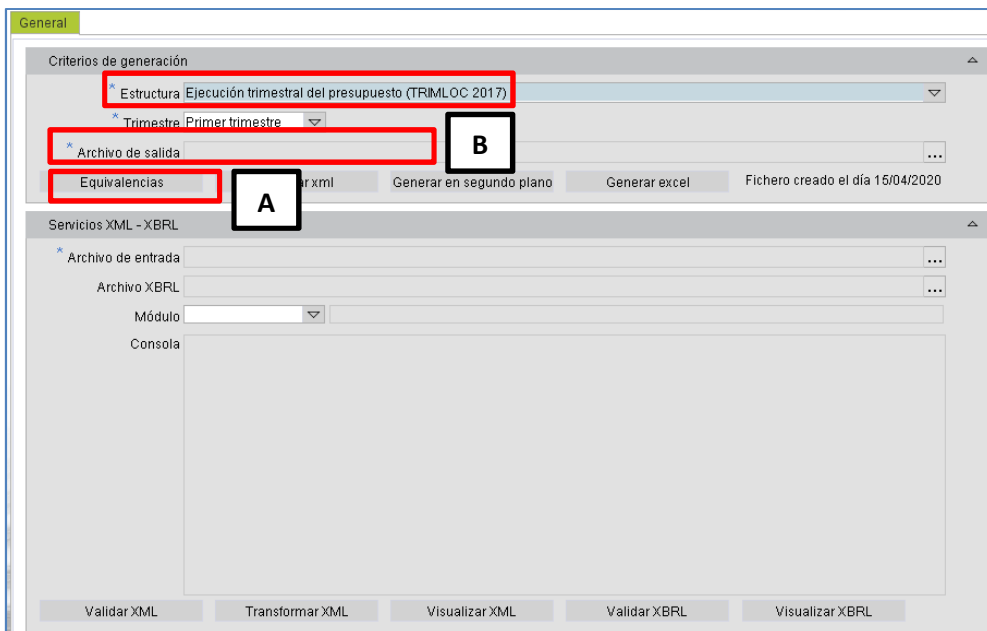 General
Criterios de generación
* Estructura Ejecución trimestral del presupuesto (TRIMLOC 2017)
* Trimestre Primer trimestre
* Archivo de salida ...
B
Equivalencias xml Generar en segundo plano Generar excel Fichero creado el día 15/04/2020
A
Servicios XML - XBRL
* Archivo de entrada ...
Archivo XBRL ...
Módulo
Consola
Validar XML Transformar XML Visualizar XML Validar XBRL Visualizar XBRL